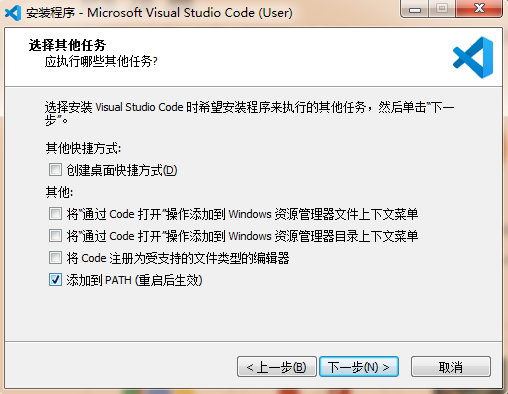 安装程序 - Microsoft Visual Studio Code (User)
选择其他任务
应执行哪些其他任务?
选择安装 Visual Studio Code 时希望安装程序来执行的其他任务，然后单击“下一
步”。
其他快捷方式:
创建桌面快捷方式(D)
其他:
将“通过 Code 打开”操作添加到 Windows 资源管理器文件上下文菜单
将“通过 Code 打开”操作添加到 Windows 资源管理器目录上下文菜单
将 Code 注册为受支持的文件类型的编辑器
添加到 PATH (重启后生效)
< 上一步(B) 下一步(N) > 取消